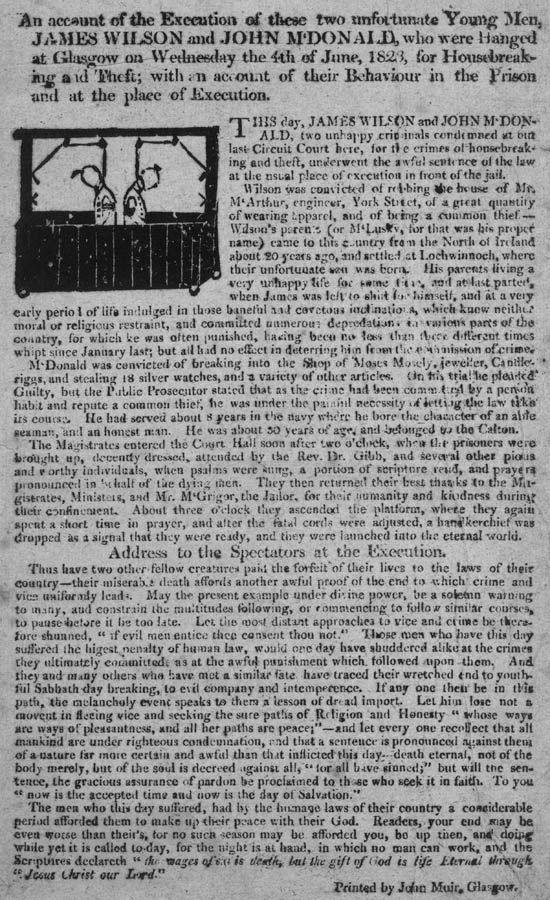 An account of the Execution of these two unfortunate Young Men,
JAMES WILSON and JOHN M'DONALD, who were Hanged
at Glasgow on Wednesday the 4th of June, 1823, for Housebreak-
ing and Theft; with an account of their Behaviour in the Prison
and at the place of Execution.
THIS day, JAMES WILSON and JOHN M'DON-
ALD, two unhappy criminals condemned at out
last Circuit Court here, for the crimes of housebreak-
ing and theft, underwent the awful sentence of the law
at the usual place of execution in front of the jail.
Wilson was convicted of robbing the house of Mr.
M'Arthur, engineer, York Street, of a great quantity
of wearing apparel, and of being a common thief.—
Wilson's parents (or M'Lusky, for that was his proper
name) came to this country from the North of Ireland
about 20 years ago, and settled at Lochwinnoch, where
their unfortunate son was born. His parents living a
very unhappy life for some time, and at last parted,
when James was left to shift for himself, and at a very
early period of life indulged in those baneful and covetous inclinations, which knew neither
moral or religious restraint, and committed numerous depredations in various parts of the
country, for which he was often punished, having been no less than three different times
whipt since January last; but all had no effect in deterring him from the commission of crime.
M'Donald was convicted of breaking into the Shop of Moses Mosely, jeweller, Candle-
riggs, and stealing 18 silver watches, and a variety of other articles. On his trial he pleaded
Guilty, but the Public Prosecutor stated that as the crime had been committed by a person
habit and repute a common thief, he was under the painful necessity of letting the law take
its course. He had served about 8 years in the navy where he bore the character of an able
seaman, and an honest man. He was about 30 years of age, and belonged to the Calton.
The Magistrates entered the Court Hall soon after two o'clock, when the prisoners were
brought up, decently dressed, attended by the Rev. Dr. Gibb, and several other pious
and worthy individuals, when psalms were sung, a portion of scripture read, and prayers
pronounced in behalf of the dying men. They then returned their best thanks to the Ma-
gistrates, Ministers, and Mr. M'Grigor, the Jailor, for their humanity and kindness during
their confinement. About three o'clock they ascended the platform, where they again
spent a short time in prayer, and after the fatal cords were adjusted, a handkerchief was
dropped as a signal that they were ready, and they were launched into the eternal world.
Address to the Spectators at the Execution.
Thus have two other fellow creatures paid the forfeit of their lives to the laws of their
country—their miserable death affords another awful proof of the end to which crime and
vice uniformly leads. May the present example under divine power, be a solemn warning
to many, and constrain the multitudes following, or commencing to follow similar courses,
to pause before it be too late. Let the most distant approaches to vice and crime be there-
fore shunned, " if evil men entice thee consent thou not." Those men who have this day
suffered the higest penalty of human law, would one day have shuddered alike at the crimes
they ultimately committed, as at the awful punishment which followed upon them. And
they and many others who have met a similar fate have traced their wretched end to youth-
ful Sabbath day breaking, to evil company and intemperence. If any one then be in this
path, the melancholy event speaks to them a lesson of dread import. Let him lose not a
moment in fleeing vice and seeking the sure paths of Religion and Honesty " whose ways
are ways of pleasantness, and all her paths are peace;"—and let every one recollect that all
mankind are under righteous condemnation, and that a sentence is pronounced against them
of a nature far more certain and awful than that inflicted this day—death eternal, not of the
body merely, but of the soul is decreed against all, " for all have sinned;" but will the sen-
tence, the gracious assurance of pardon be proclaimed to those who seek it in faith. To you
" now is the accepted time and now is the day of Salvation."
The men who this day suffered, had by the humane laws of their country a considerable
period afforded them to make up their peace with their God. Readers, your end may be
even worse than their's, for no such season may be afforded you, be up then, and doing
while yet it is called to-day, for the night is at hand, in which no man can work, and the
Scriptures declareth " the wages of sin is death, but the gift of God is life Eternal through
" Jesus Christ our Lord."
Printed by John Muir, Glasgow.